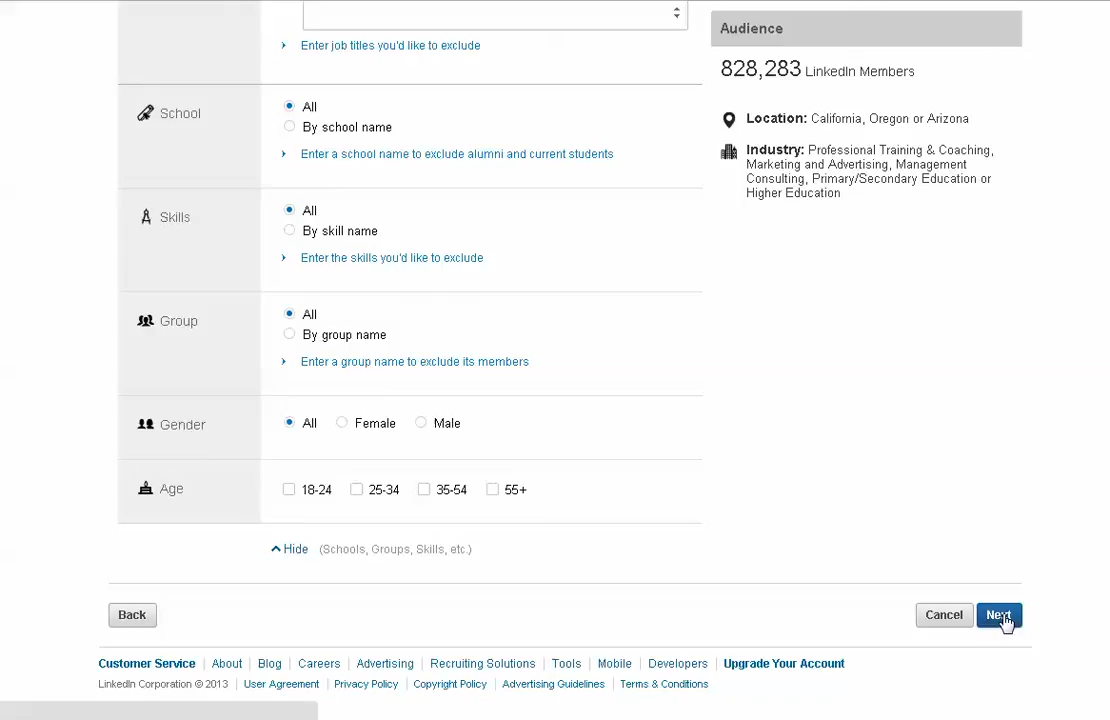 Enter job titles you'd like to exclude
Audience
828,283 LinkedIn Members
Location: California, Oregon or Arizona
Industry: Professional Training & Coaching,
Marketing and Advertising, Management
Consulting, Primary/Secondary Education or
Higher Education
School
All
By school name
Enter a school name to exclude alumni and current students
Skills
All
By skill name
Enter the skills you'd like to exclude
Group
All
By group name
Enter a group name to exclude its members
Gender
All Female Male
Age
18-24 25-34 35-54 55+
Hide (Schools, Groups, Skills, etc.)
Back Cancel Next
Customer Service About Blog Careers Advertising Recruiting Solutions Tools Mobile Developers Upgrade Your Account
LinkedIn Corporation © 2013 User Agreement Privacy Policy Copyright Policy Advertising Guidelines Terms & Conditions